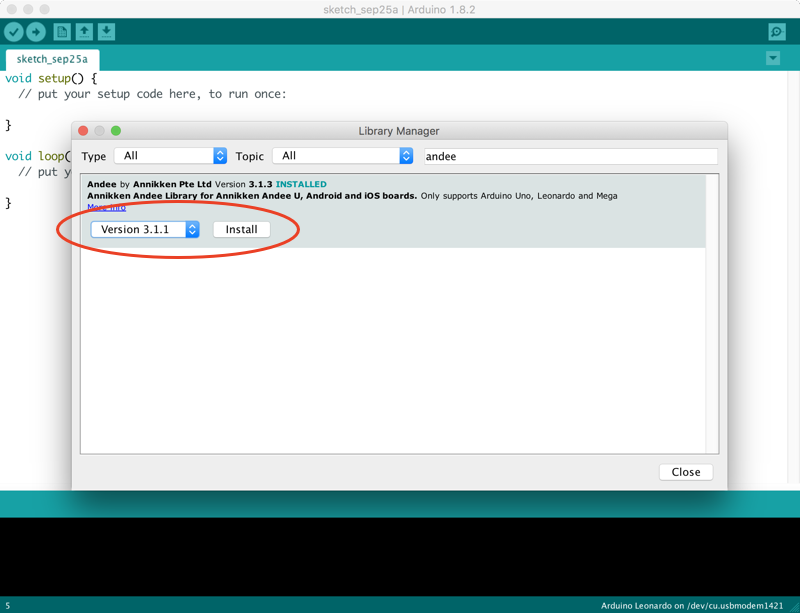 sketch_sep25a | Arduino 1.8.2
sketch_sep25a
void setup() {
// put your setup code here, to run once:
}
void loop(
// put y
}
Library Manager
Type All Topic All andee
Andee by Annikken Pte Ltd Version 3.1.3 INSTALLED
Annikken Andee Library for Annikken Andee U, Android and iOS boards. Only supports Arduino Uno, Leonardo and Mega
More info
Version 3.1.1 Install
Close
5 Arduino Leonardo on /dev/cu.usbmodem1421